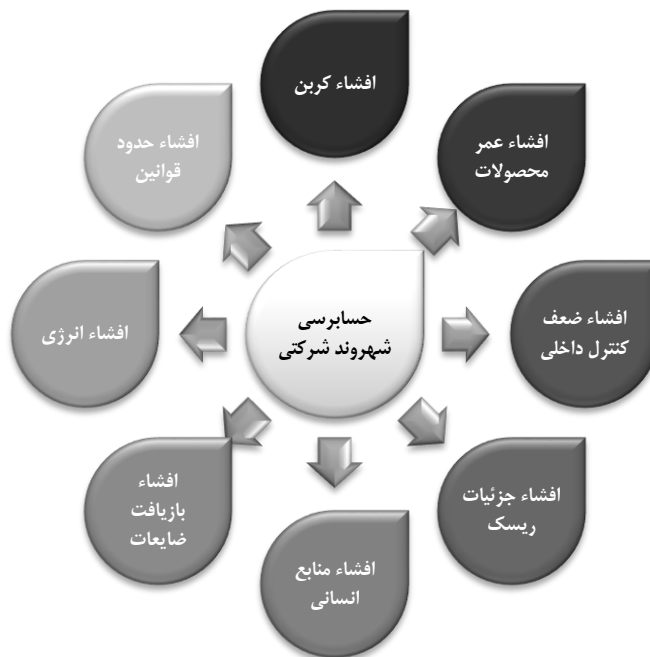 افشاء کربن
افشاء عمر
محصولات
افشاء ضعف
کنترل داخلی
افشاء جزئیات
ریسک
افشاء منابع
انسانی
افشاء
بازیافت
ضایعات
افشاء انرژی
افشاء حدود
قوانین
حسابرسی
شهروند شرکتی